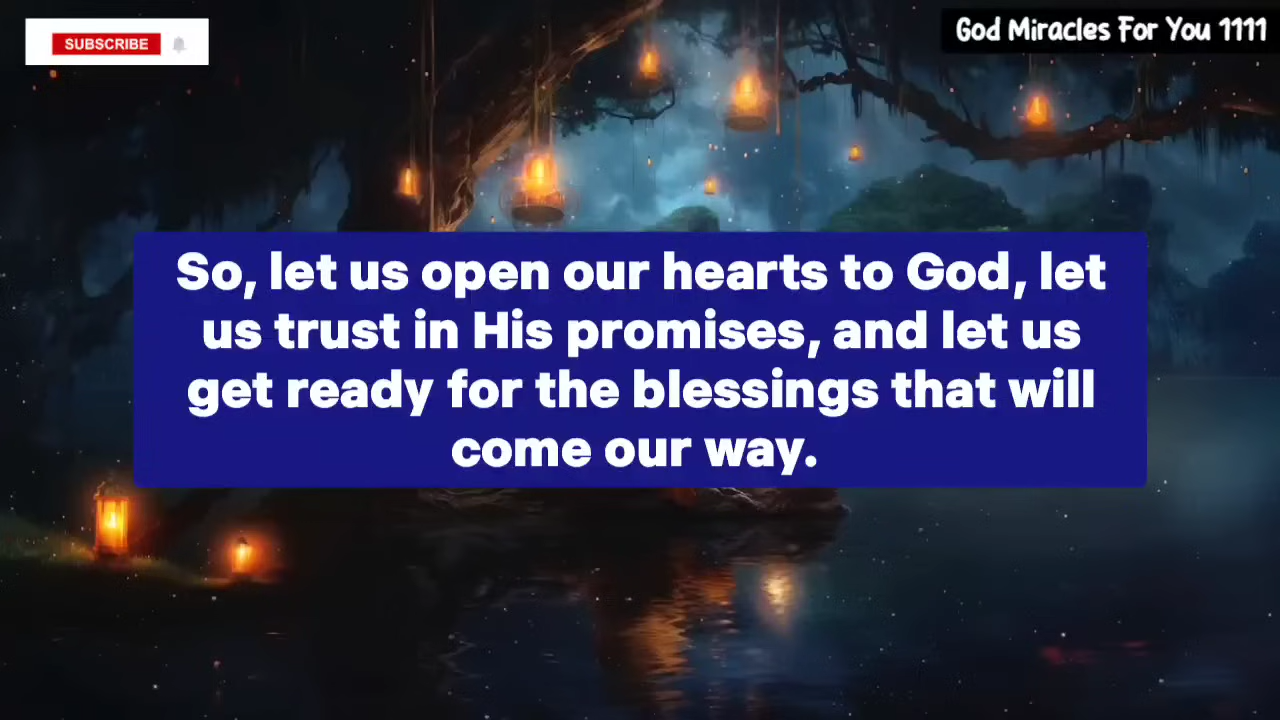 SUBSCRIBE
God Miracles For You 1111
So, let us open our hearts to God, let
us trust in His promises, and let us
get ready for the blessings that will
come our way.